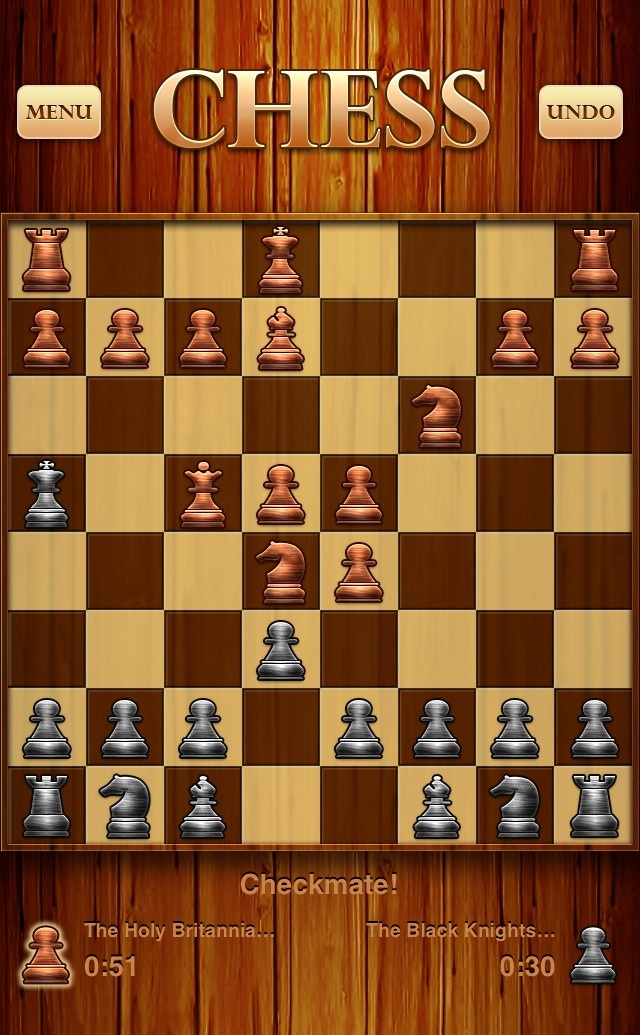 MENU
CHESS
UNDO
Checkmate!
The Holy Britannia...
The Black Knights...
0:51
0:30